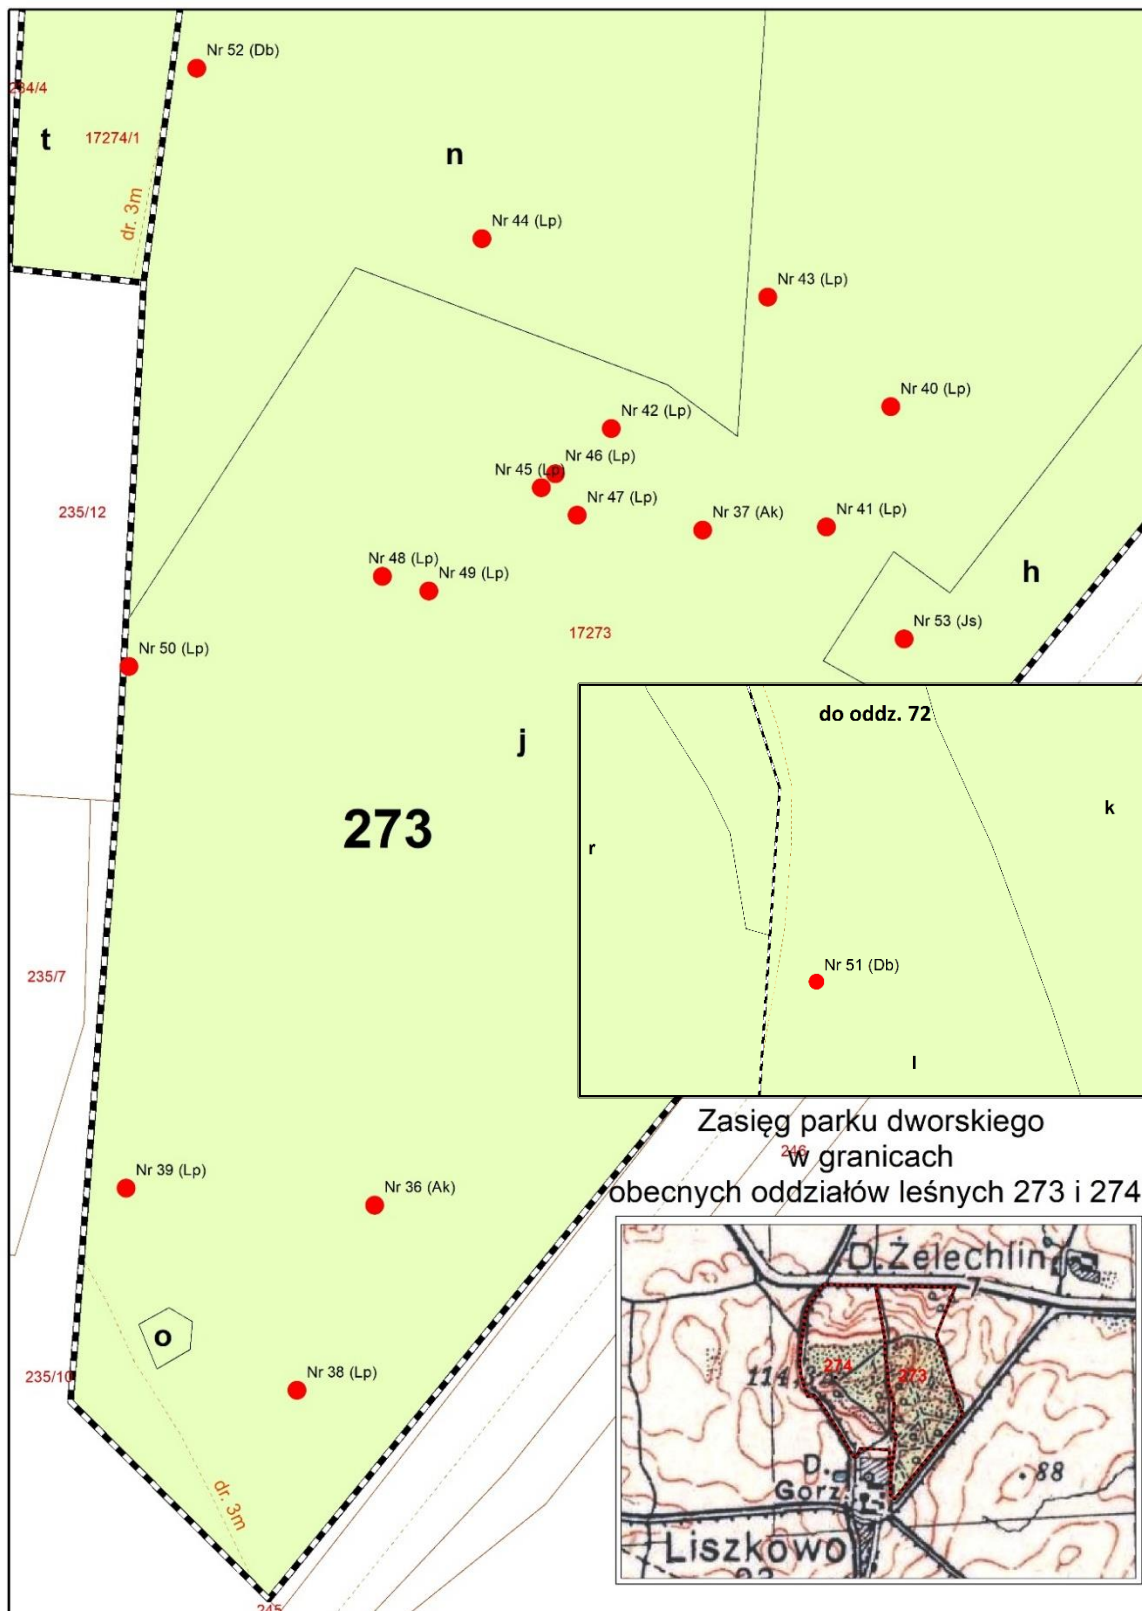 Nr 52 (Db)
234/4
t
17274/1
n
dr. 3m
Nr 44 (Lp)
Nr 43 (Lp)
Nr 40 (Lp)
Nr 42 (Lp)
Nr 46 (Lp)
Nr 45 (Lp)
Nr 47 (Lp)
235/12
Nr 37 (Ak)
Nr 41 (Lp)
Nr 48 (Lp)
Nr 49 (Lp)
h
17273
Nr 53 (Js)
Nr 50 (Lp)
j
do oddz. 72
273
k
r
235/7
Nr 51 (Db)
l
Zasięg parku dworskiego
246
w granicach
obecnych oddziałów leśnych 273 i 274
Nr 39 (Lp)
Nr 36 (Ak)
D. Żelechlin
o
274
273
235/10
Nr 38 (Lp)
D.
88
Gorz.
dr. 3m
Liszkowo
245